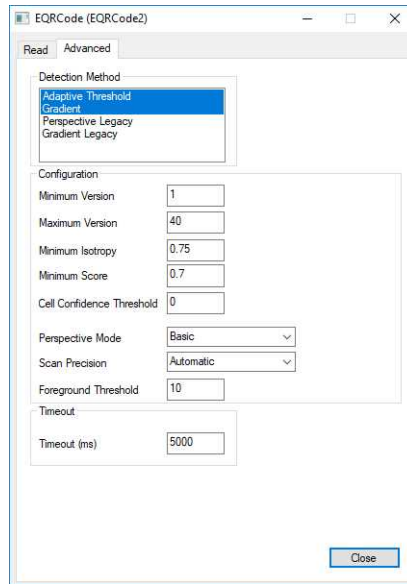 EQRCode (EQRCode2)
Read Advanced
Detection Method
Adaptive Threshold
Gradient
Perspective Legacy
Gradient Legacy
Configuration
Minimum Version 1
Maximum Version 40
Minimum Isotropy 0.75
Minimum Score 0.7
Cell Confidence Threshold 0
Perspective Mode Basic
Scan Precision Automatic
Foreground Threshold 10
Timeout
Timeout (ms) 5000
Close